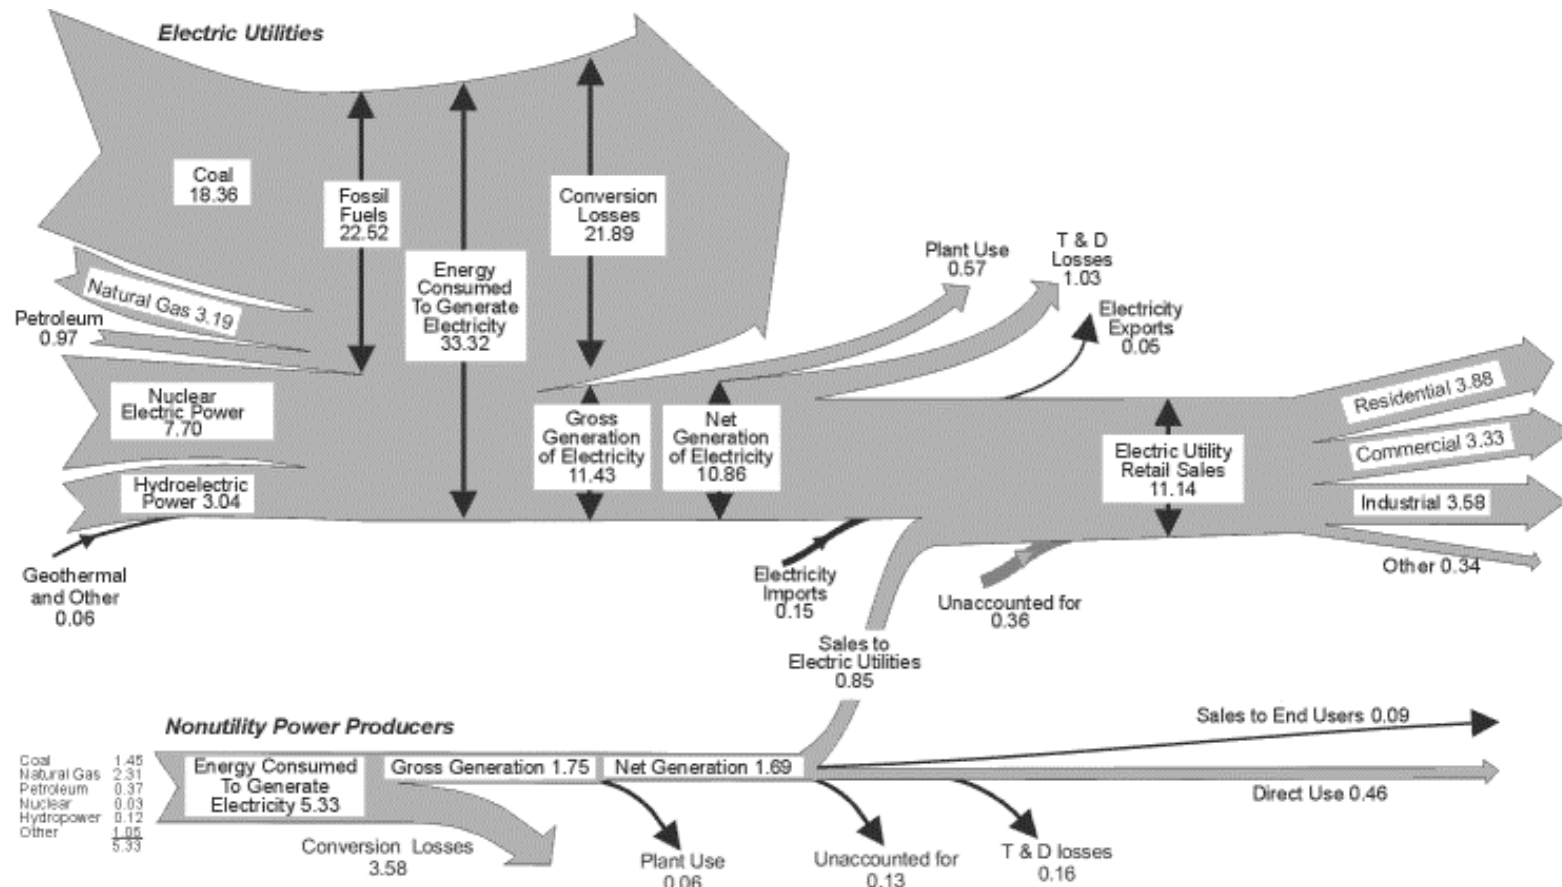 Electric Utilities
Coal
18.36
Fossil
Fuels
22.52
Conversion
Losses
21.89
Energy
Consumed
To Generate
Electricity
33.32
Natural Gas 3.19
Petroleum
0.97
Nuclear
Electric Power
7.70
Hydroelectric
Power 3.04
Geothermal
and Other
0.06
Gross
Generation
of Electricity
11.43
Net
Generation
of Electricity
10.86
Plant Use
0.57
T & D
Losses
1.03
Electricity
Exports
0.05
Electric Utility
Retail Sales
11.14
Residential 3.88
Commercial 3.33
Industrial 3.58
Other 0.34
Electricity
Imports
0.15
Unaccounted for
0.36
Sales to
Electric Utilities
0.85
Nonutility Power Producers
Coal 1.45
Natural Gas 2.31
Petroleum 0.37
Nuclear 0.03
Hydropower 0.12
Other 1.05
5.33
Energy Consumed
To Generate
Electricity 5.33
Gross Generation 1.75
Net Generation 1.69
Sales to End Users 0.09
Direct Use 0.46
Conversion Losses
3.58
Plant Use
0.06
Unaccounted for
0.13
T & D losses
0.16